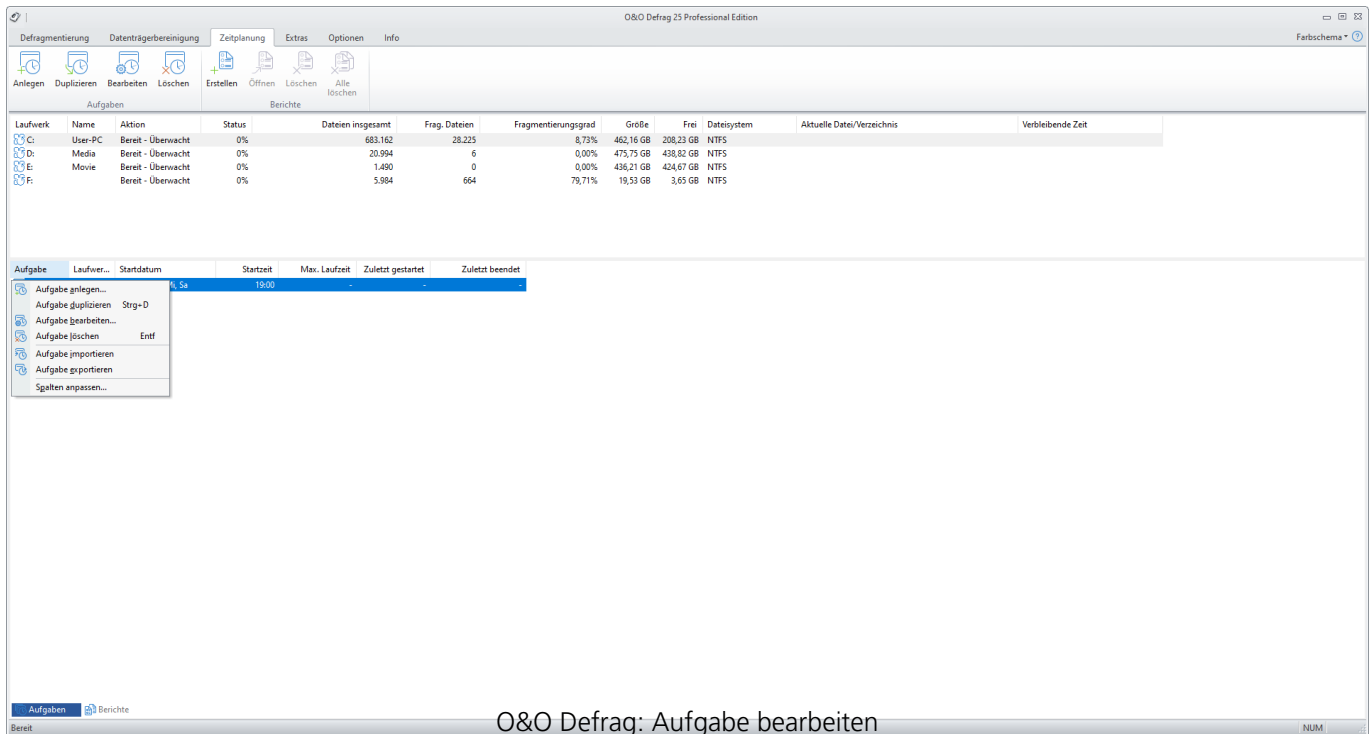 O&O Defrag 25 Professional Edition
Defragmentierung Datenträgerbereinigung Zeitplanung Extras Optionen Info Farbschema
Anlegen Duplizieren Bearbeiten Löschen Erstellen Öffnen Löschen Alle löschen
Aufgaben Berichte
Laufwerk Name Aktion Status Dateien insgesamt Frag. Dateien Fragmentierungsgrad Größe Frei Dateisystem Aktuelle Datei/Verzeichnis Verbleibende Zeit
C: User-PC Bereit - Überwacht 0% 683.162 28.225 8,73% 462,16 GB 208,23 GB NTFS
D: Media Bereit - Überwacht 0% 20.994 6 0,00% 475,75 GB 438,82 GB NTFS
E: Movie Bereit - Überwacht 0% 1.490 0 0,00% 436,21 GB 424,67 GB NTFS
F: Bereit - Überwacht 0% 5.984 664 79,71% 19,53 GB 3,65 GB NTFS
Aufgabe Laufwer... Startdatum Startzeit Max. Laufzeit Zuletzt gestartet Zuletzt beendet
Sa 19:00 - - -
Aufgabe anlegen...
Aufgabe duplizieren Strg+D
Aufgabe bearbeiten...
Aufgabe löschen Entf
Aufgabe importieren
Aufgabe exportieren
Spalten anpassen...
Aufgaben Berichte
Bereit NUM
O&O Defrag: Aufgabe bearbeiten